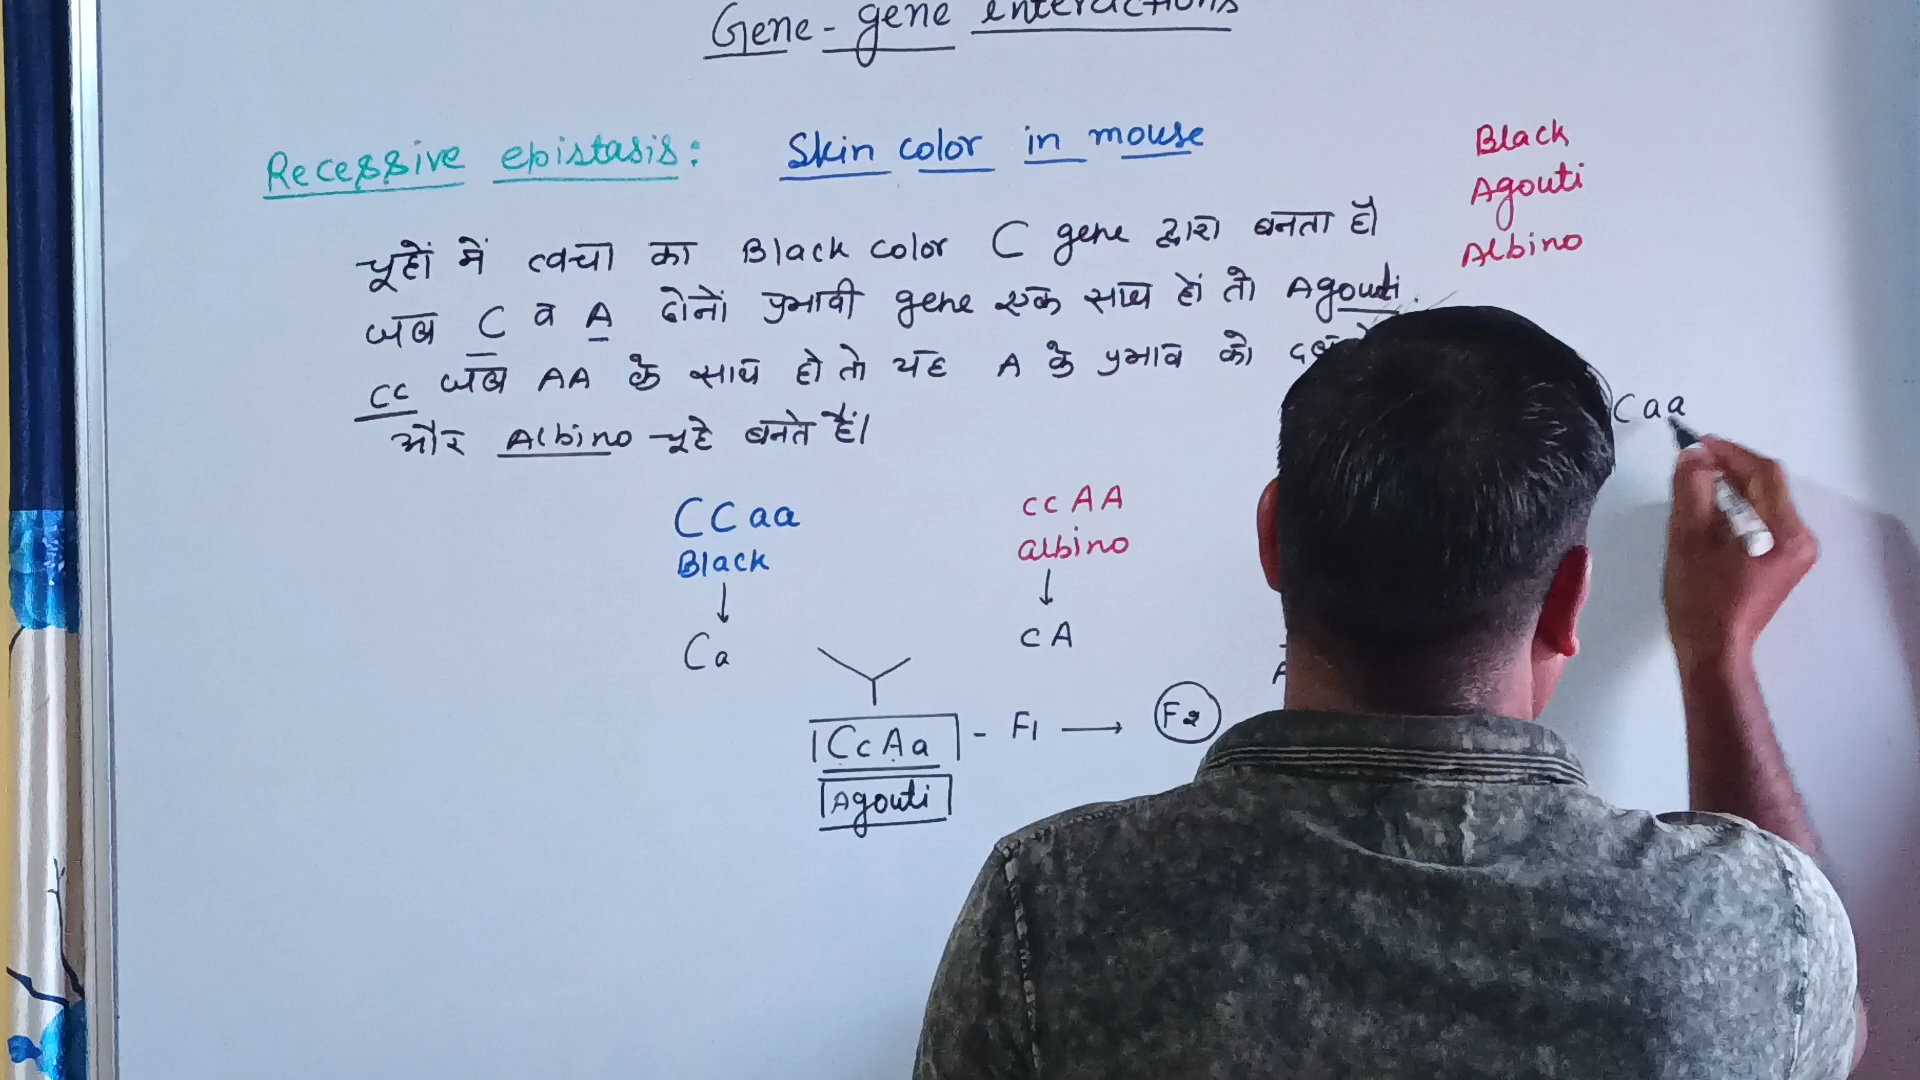 Gene-gene interactions
Recessive epistasis: Skin color in mouse
Black
Agouti
Albino
चूहों में त्वचा का Black color C gene द्वारा बनता है।
जब C व A दोनों प्रभावी gene एक साथ हों तो Agouti.
cc जब AA के साथ हो तो यह A के प्रभाव को
और Albino चूहे बनते हैं।
Caa
CCaa ccAA
Black albino
↓ ↓
Ca cA
CcAa - F1 → F2
Agouti